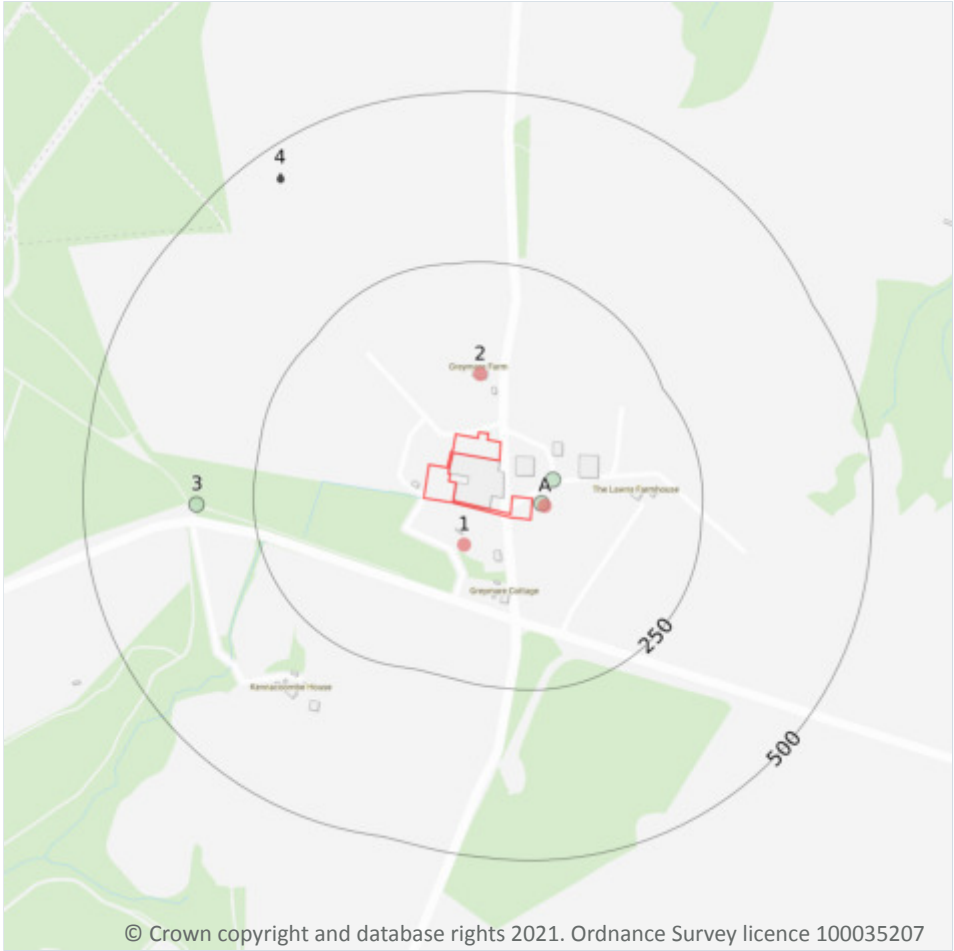 4
2
Greymare Farm
3
A
The Lawns Farmhouse
1
Greymare Cottage
250
Kennacoombe House
500
© Crown copyright and database rights 2021. Ordnance Survey licence 100035207